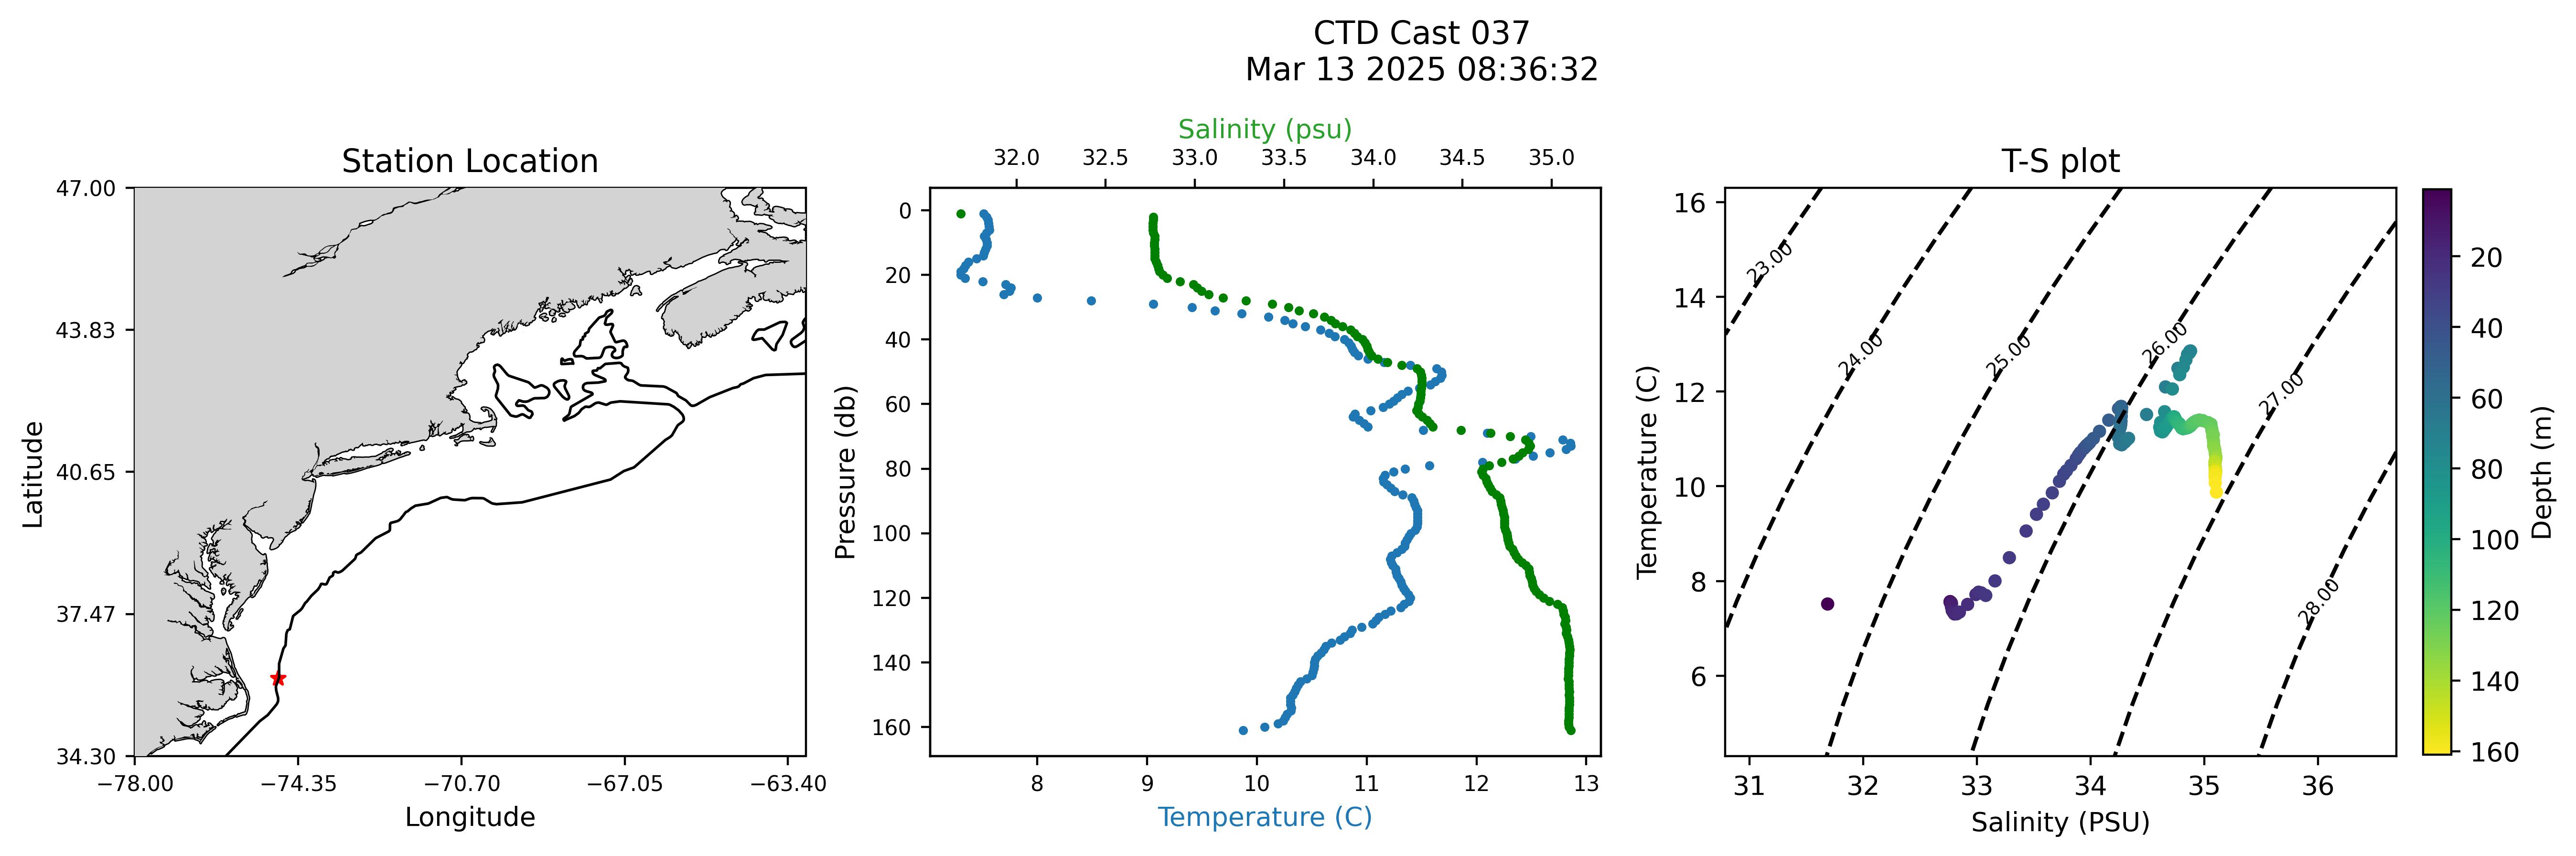 CTD Cast 037
Mar 13 2025 08:36:32
Station Location
Latitude
47.00
43.83
40.65
37.47
34.30
−78.00 −74.35 −70.70 −67.05 −63.40
Longitude
Salinity (psu)
32.0 32.5 33.0 33.5 34.0 34.5 35.0
Pressure (db)
0
20
40
60
80
100
120
140
160
8 9 10 11 12 13
Temperature (C)
T-S plot
Temperature (C)
16
14
12
10
8
6
23.00
24.00
25.00
26.00
27.00
28.00
31 32 33 34 35 36
Salinity (PSU)
20
40
60
80
100
120
140
160
Depth (m)